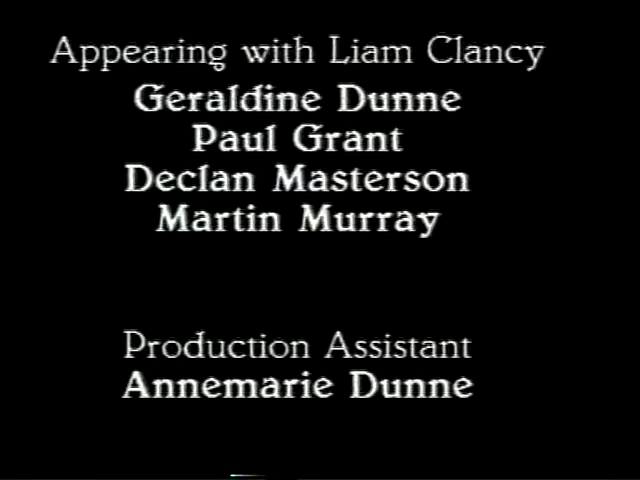 Appearing with Liam Clancy
Geraldine Dunne
Paul Grant
Declan Masterson
Martin Murray
Production Assistant
Annemarie Dunne